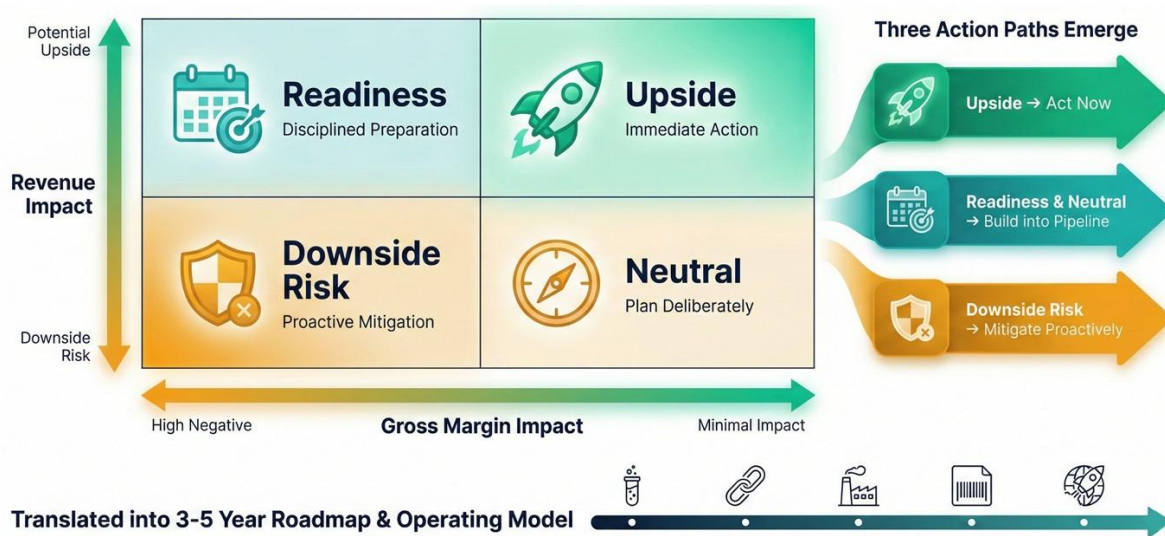 Three Action Paths Emerge
Potential
Upside
Revenue
Impact
Downside
Risk
Readiness
Disciplined Preparation
Upside
Immediate Action
Downside
Risk
Proactive Mitigation
Neutral
Plan Deliberately
Upside → Act Now
Readiness & Neutral
→ Build into Pipeline
Downside Risk
→ Mitigate Proactively
High Negative
Gross Margin Impact
Minimal Impact
Translated into 3-5 Year Roadmap & Operating Model